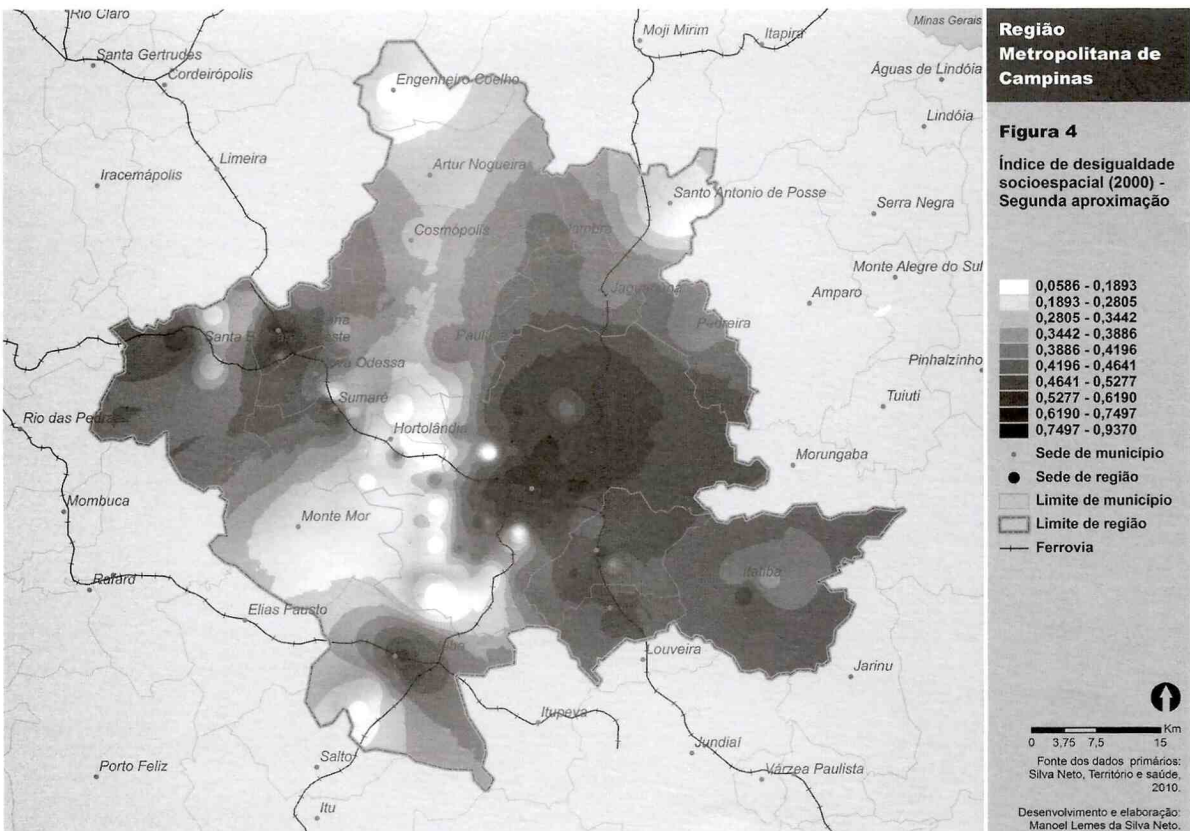 Rio Claro
Moji Mirim
Itapira
Minas Gerais
Santa Gertrudes
Cordeirópolis
Engenheiro Coelho
Águas de Lindóia
Lindóia
Limeira
Artur Nogueira
Iracemápolis
Santo Antonio de Posse
Serra Negra
Cosmópolis
Monte Alegre do Sul
Jaguariúna
Amparo
Pedreira
Santa
Nova Odessa
Pinhalzinho
Sumaré
Tuiuti
Rio das Pedras
Hortolândia
Morungaba
Mombuca
Monte Mor
Itatiba
Rafard
Elias Fausto
Louveira
Jarinu
Itupeva
Salto
Jundiaí
Porto Feliz
Várzea Paulista
Itu
Região
Metropolitana de
Campinas
Figura 4
Índice de desigualdade
socioespacial (2000) -
Segunda aproximação
0,0586 - 0,1893
0,1893 - 0,2805
0,2805 - 0,3442
0,3442 - 0,3886
0,3886 - 0,4196
0,4196 - 0,4641
0,4641 - 0,5277
0,5277 - 0,6190
0,6190 - 0,7497
0,7497 - 0,9370
Sede de município
Sede de região
Limite de município
Limite de região
Ferrovia
Km
0 3,75 7,5 15
Fonte dos dados primários:
Silva Neto, Território e saúde,
2010.
Desenvolvimento e elaboração:
Manoel Lemes da Silva Neto.